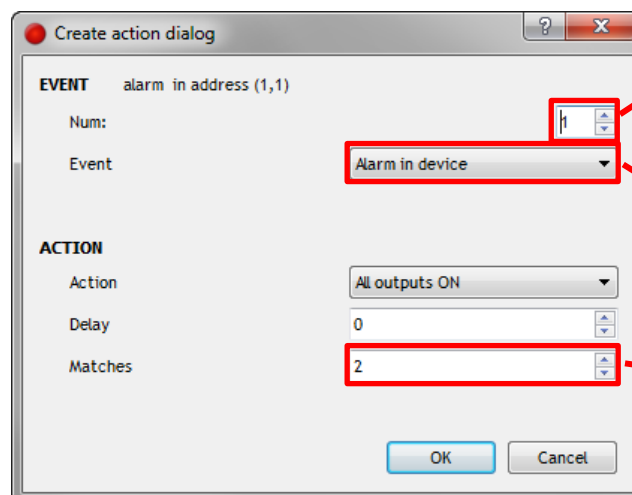 Create action dialog
EVENT alarm in address (1,1)
Num: 1
Event Alarm in device
ACTION
Action All outputs ON
Delay 0
Matches 2
OK Cancel